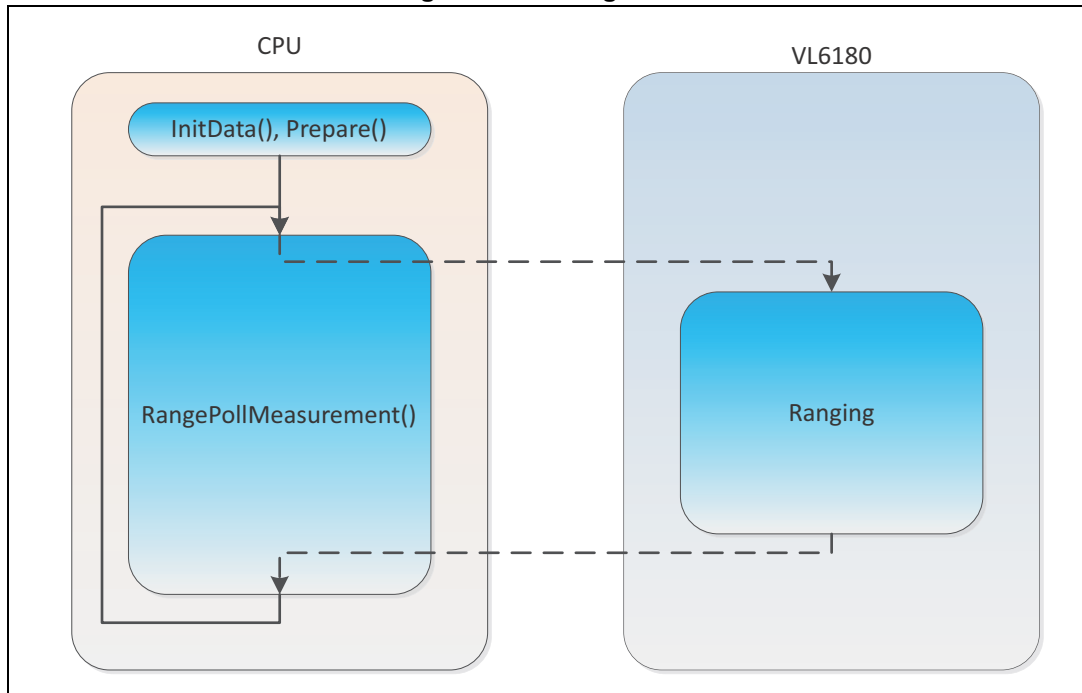 CPU
VL6180
InitData(), Prepare()
RangePollMeasurement()
Ranging